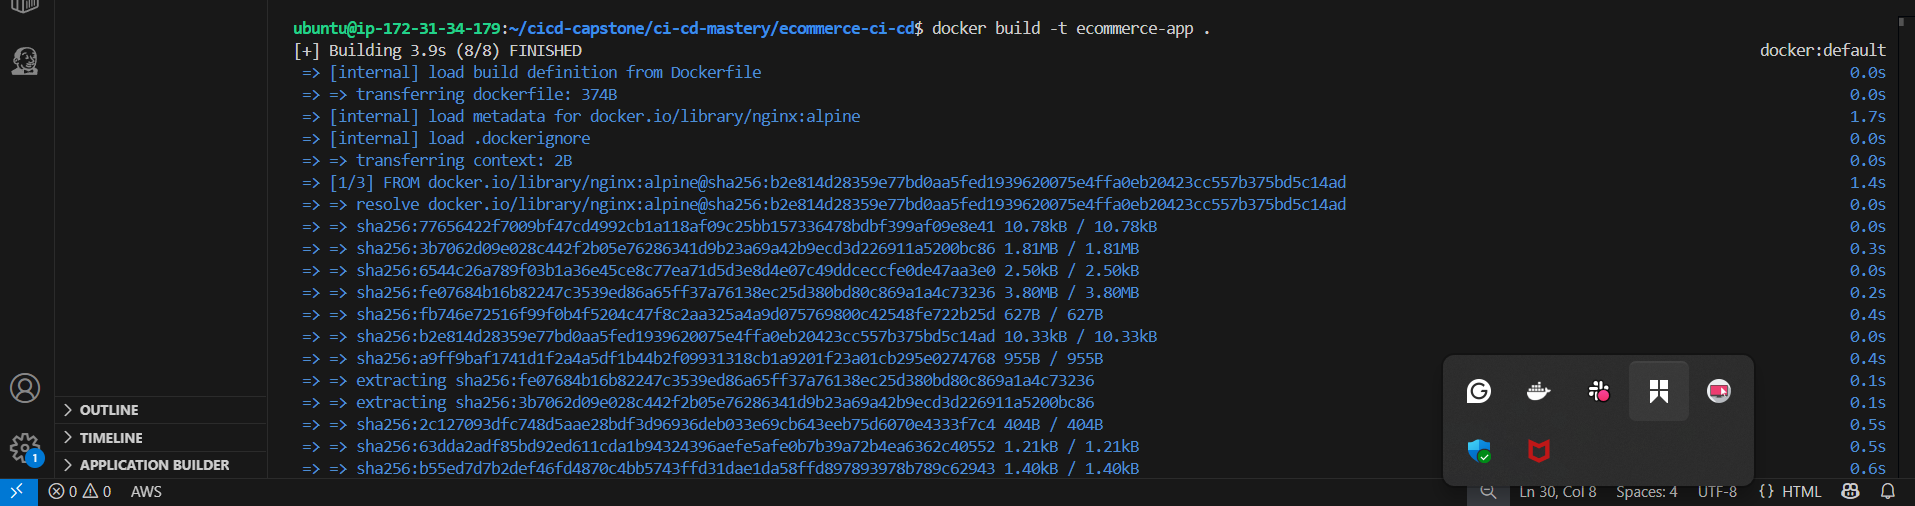 ubuntu@ip-172-31-34-179:~/cicd-capstone/ci-cd-mastery/ecommerce-ci-cd$ docker build -t ecommerce-app .
[+] Building 3.9s (8/8) FINISHED docker:default
=> [internal] load build definition from Dockerfile 0.0s
=> => transferring dockerfile: 374B 0.0s
=> [internal] load metadata for docker.io/library/nginx:alpine 1.7s
=> [internal] load .dockerignore 0.0s
=> => transferring context: 2B 0.0s
=> [1/3] FROM docker.io/library/nginx:alpine@sha256:b2e814d28359e77bd0aa5fed1939620075e4ffa0eb20423cc557b375bd5c14ad 1.4s
=> => resolve docker.io/library/nginx:alpine@sha256:b2e814d28359e77bd0aa5fed1939620075e4ffa0eb20423cc557b375bd5c14ad 0.0s
=> => sha256:77656422f7009bf47cd4992cb1a118af09c25bb157336478bdbf399af09e8e41 10.78kB / 10.78kB 0.0s
=> => sha256:3b7062d09e028c442f2b05e76286341d9b23a69a42b9ecd3d226911a5200bc86 1.81MB / 1.81MB 0.3s
=> => sha256:6544c26a789f03b1a36e45ce8c77ea71d5d3e8d4e07c49ddceccfe0de47aa3e0 2.50kB / 2.50kB 0.0s
=> => sha256:fe07684b16b82247c3539ed86a65ff37a76138ec25d380bd80c869a1a4c73236 3.80MB / 3.80MB 0.2s
=> => sha256:fb746e72516f99f0b4f5204c47f8c2aa325a4a9d075769800c42548fe722b25d 627B / 627B 0.4s
=> => sha256:b2e814d28359e77bd0aa5fed1939620075e4ffa0eb20423cc557b375bd5c14ad 10.33kB / 10.33kB 0.0s
=> => sha256:a9ff9baf1741d1f2a4a5df1b44b2f09931318cb1a9201f23a01cb295e0274768 955B / 955B 0.4s
=> => extracting sha256:fe07684b16b82247c3539ed86a65ff37a76138ec25d380bd80c869a1a4c73236 0.1s
=> => extracting sha256:3b7062d09e028c442f2b05e76286341d9b23a69a42b9ecd3d226911a5200bc86 0.1s
=> => sha256:2c127093dfc748d5aae28bdf3d96936deb033e69cb643eeb75d6070e4333f7c4 404B / 404B 0.5s
=> => sha256:63dda2adf85bd92ed611cda1b94324396aefe5afe0b7b39a72b4ea6362c40552 1.21kB / 1.21kB 0.5s
=> => sha256:b55ed7d7b2def46fd4870c4bb5743ffd31dae1da58ffd897893978b789c62943 1.40kB / 1.40kB 0.6s
OUTLINE
TIMELINE
APPLICATION BUILDER
1
0 0 AWS Ln 30, Col 8 Spaces: 4 UTF-8 {} HTML